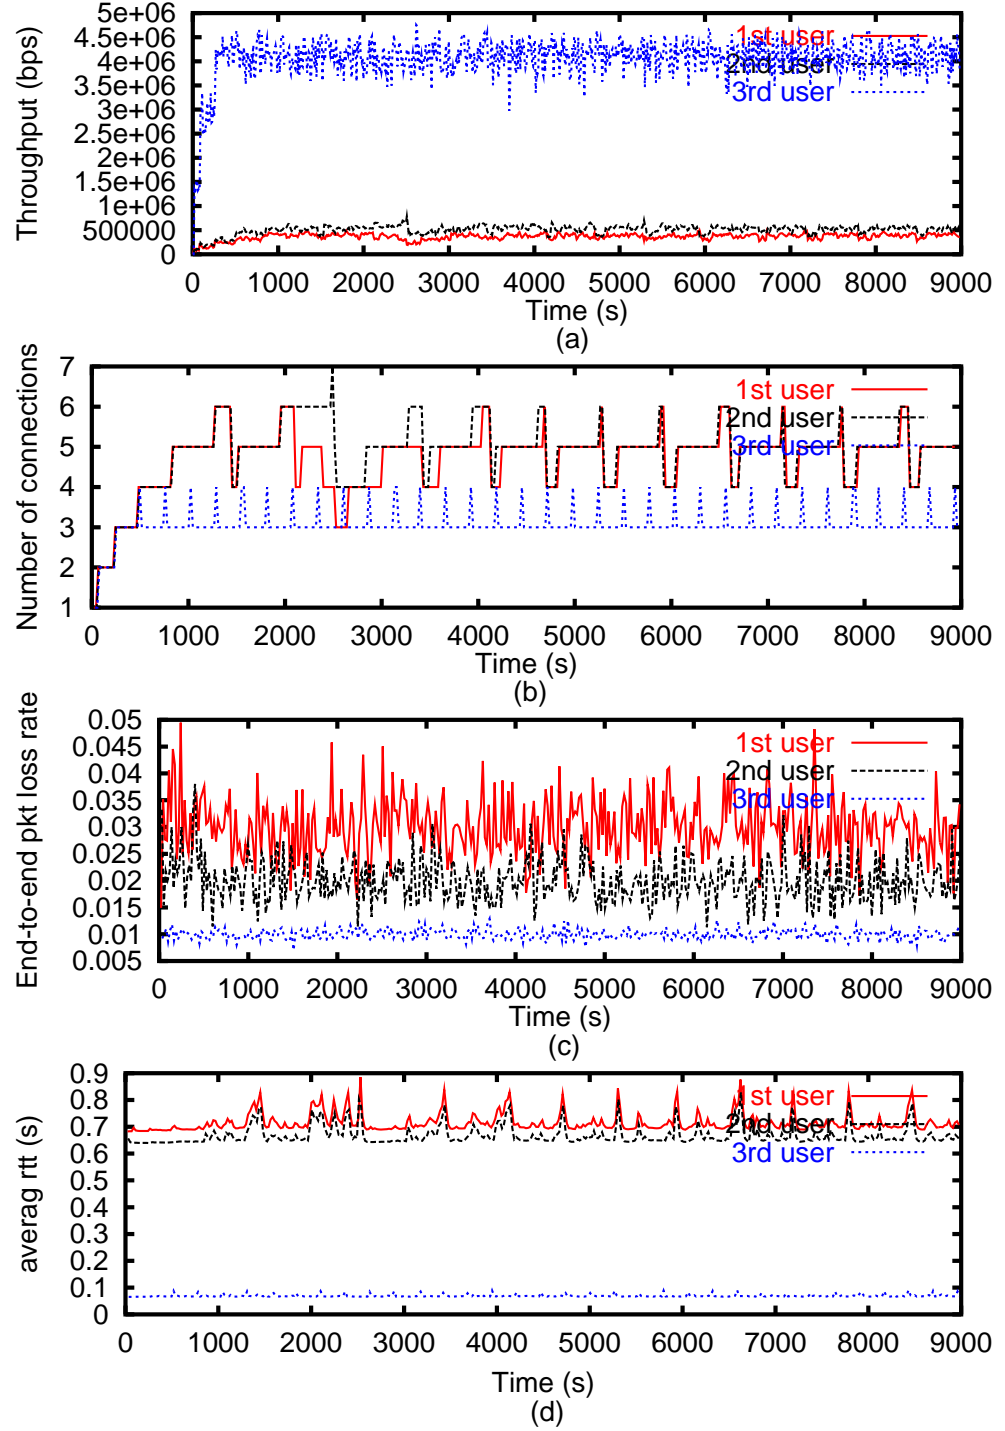 Throughput (bps)
5e+06
4.5e+06
4e+06
3.5e+06
3e+06
2.5e+06
2e+06
1.5e+06
1e+06
500000
0
1st user
2nd user
3rd user
0 1000 2000 3000 4000 5000 6000 7000 8000 9000
Time (s)
(a)
Number of connections
7
6
5
4
3
2
1
1st user
2nd user
3rd user
0 1000 2000 3000 4000 5000 6000 7000 8000 9000
Time (s)
(b)
End-to-end pkt loss rate
0.05
0.045
0.04
0.035
0.03
0.025
0.02
0.015
0.01
0.005
1st user
2nd user
3rd user
0 1000 2000 3000 4000 5000 6000 7000 8000 9000
Time (s)
(c)
averag rtt (s)
0.9
0.8
0.7
0.6
0.5
0.4
0.3
0.2
0.1
0
1st user
2nd user
3rd user
0 1000 2000 3000 4000 5000 6000 7000 8000 9000
Time (s)
(d)